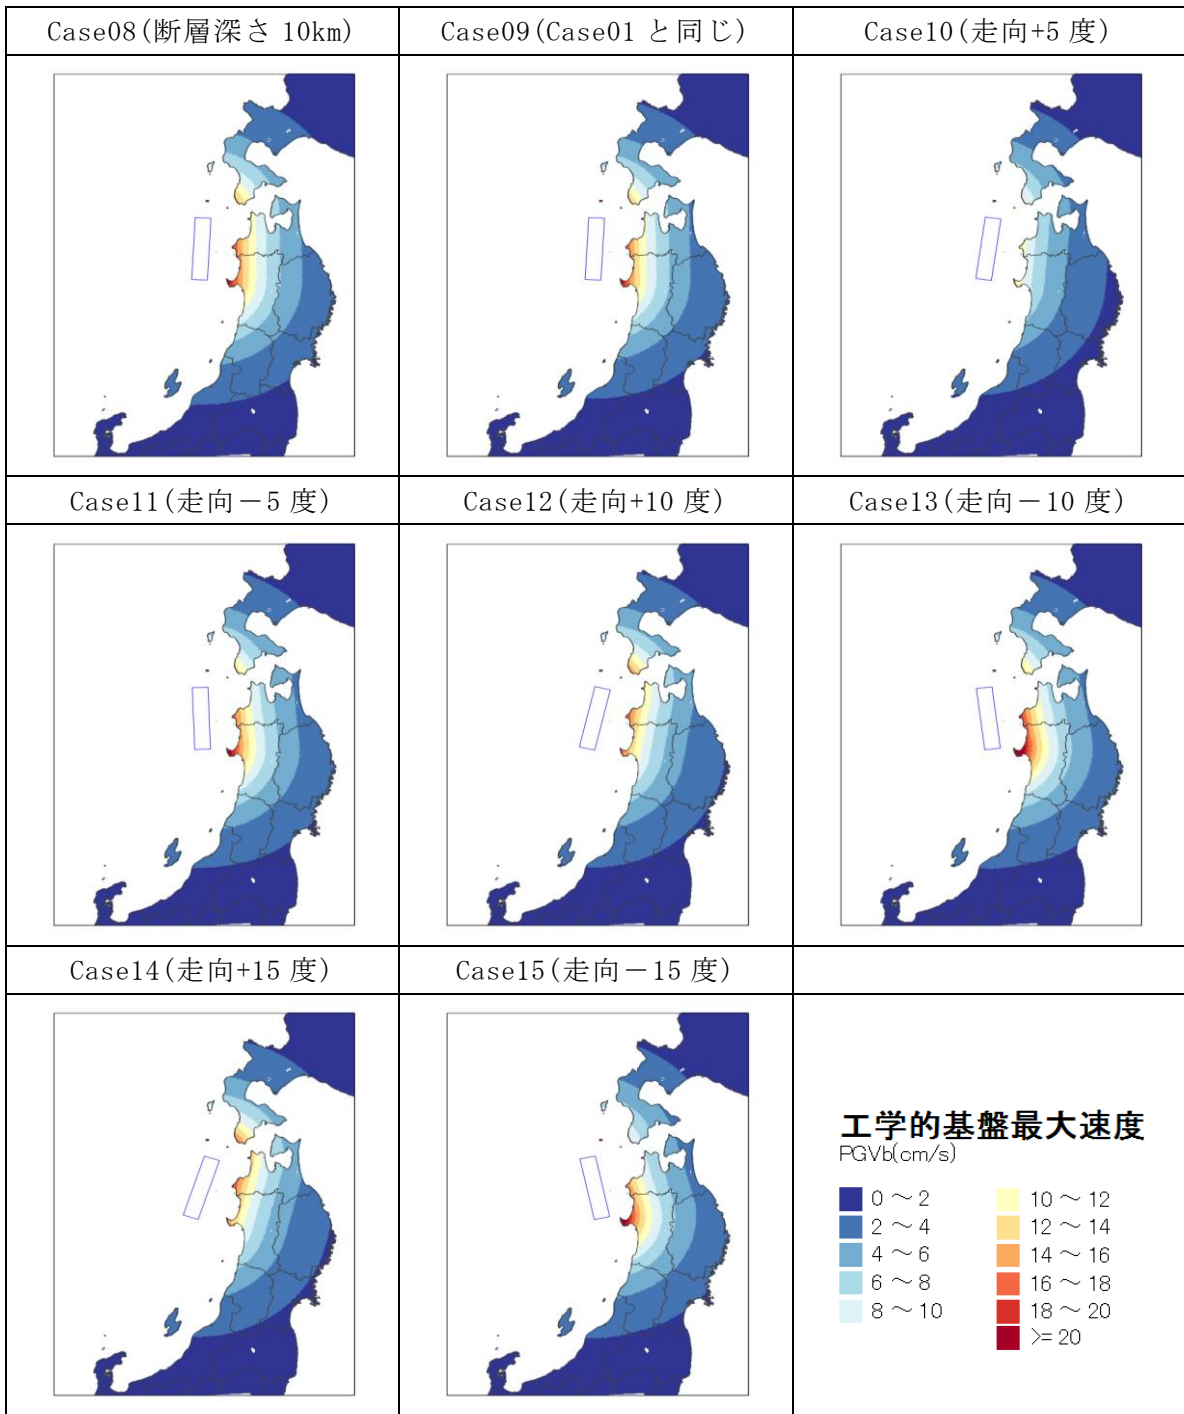 Case08(断層深さ 10km)
Case09(Case01 と同じ)
Case10(走向+5 度)
Case11(走向－5 度)
Case12(走向+10 度)
Case13(走向－10 度)
Case14(走向+15 度)
Case15(走向－15 度)
工学的基盤最大速度
PGVb(cm/s)
0 ～ 2
2 ～ 4
4 ～ 6
6 ～ 8
8 ～ 10
10 ～ 12
12 ～ 14
14 ～ 16
16 ～ 18
18 ～ 20
>= 20